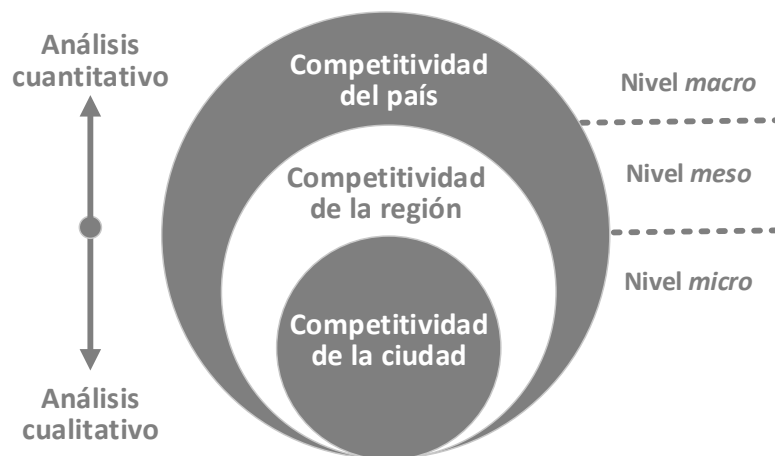 Análisis
cuantitativo
Competitividad
del país
Nivel macro
Competitividad
de la región
Nivel meso
Competitividad
de la ciudad
Nivel micro
Análisis
cualitativo